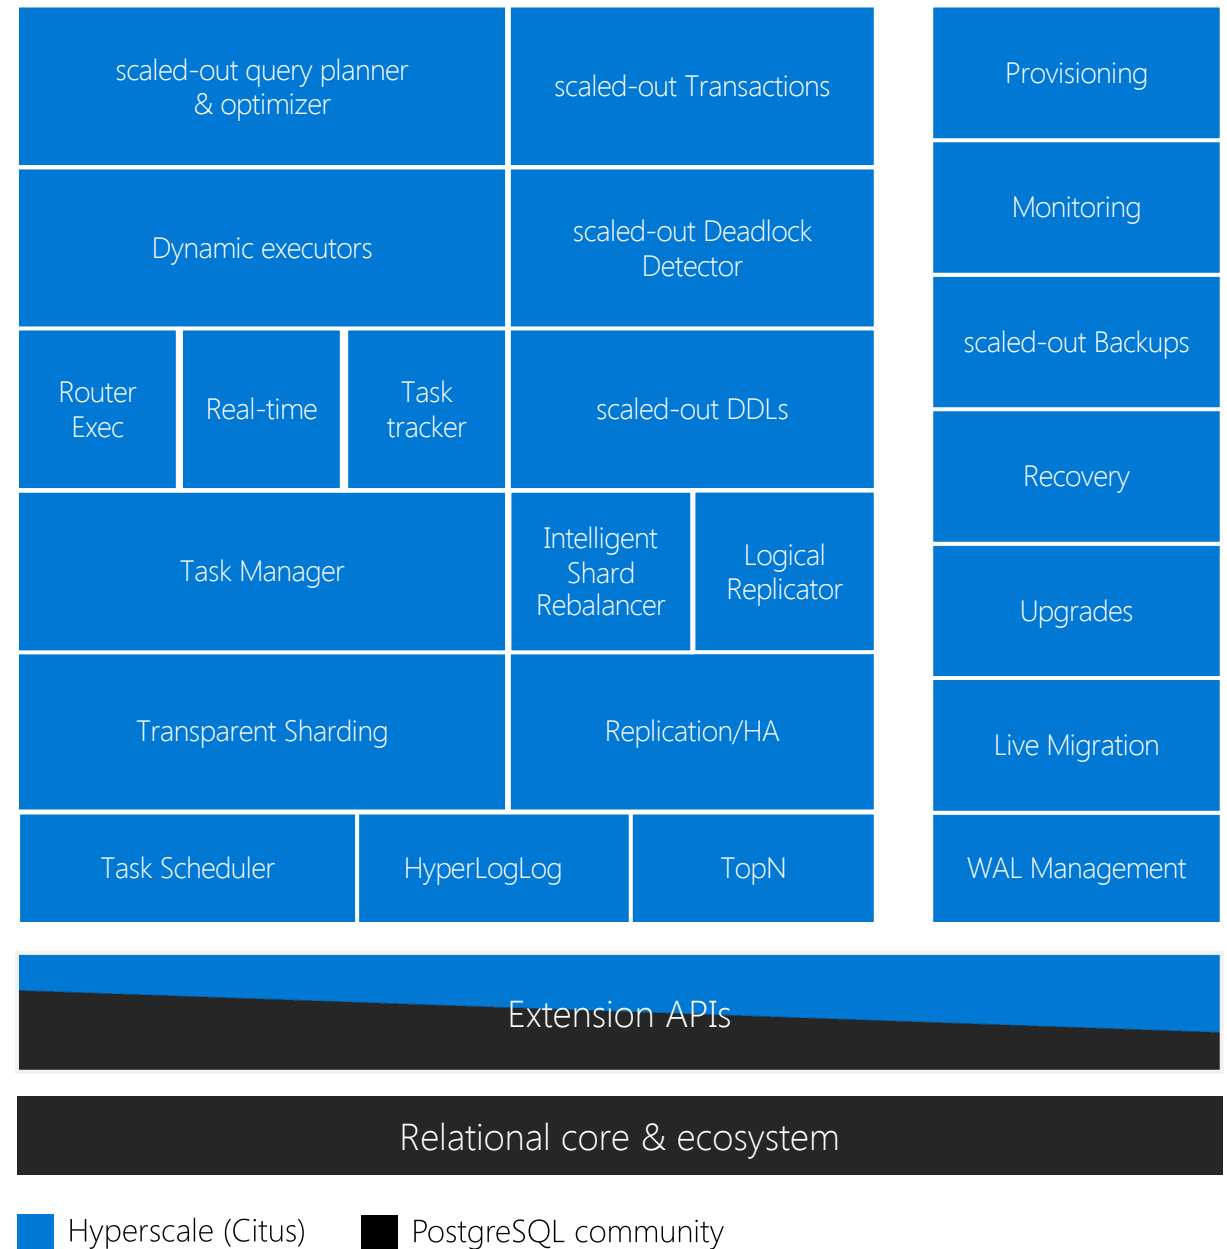 scaled-out query planner
& optimizer
scaled-out Transactions
Provisioning
Dynamic executors
scaled-out Deadlock
Detector
Monitoring
scaled-out Backups
Router
Exec
Real-time
Task
tracker
scaled-out DDLs
Recovery
Task Manager
Intelligent
Shard
Rebalancer
Logical
Replicator
Upgrades
Transparent Sharding
Replication/HA
Live Migration
Task Scheduler
HyperLogLog
TopN
WAL Management
Extension APIs
Relational core & ecosystem
Hyperscale (Citus)
PostgreSQL community